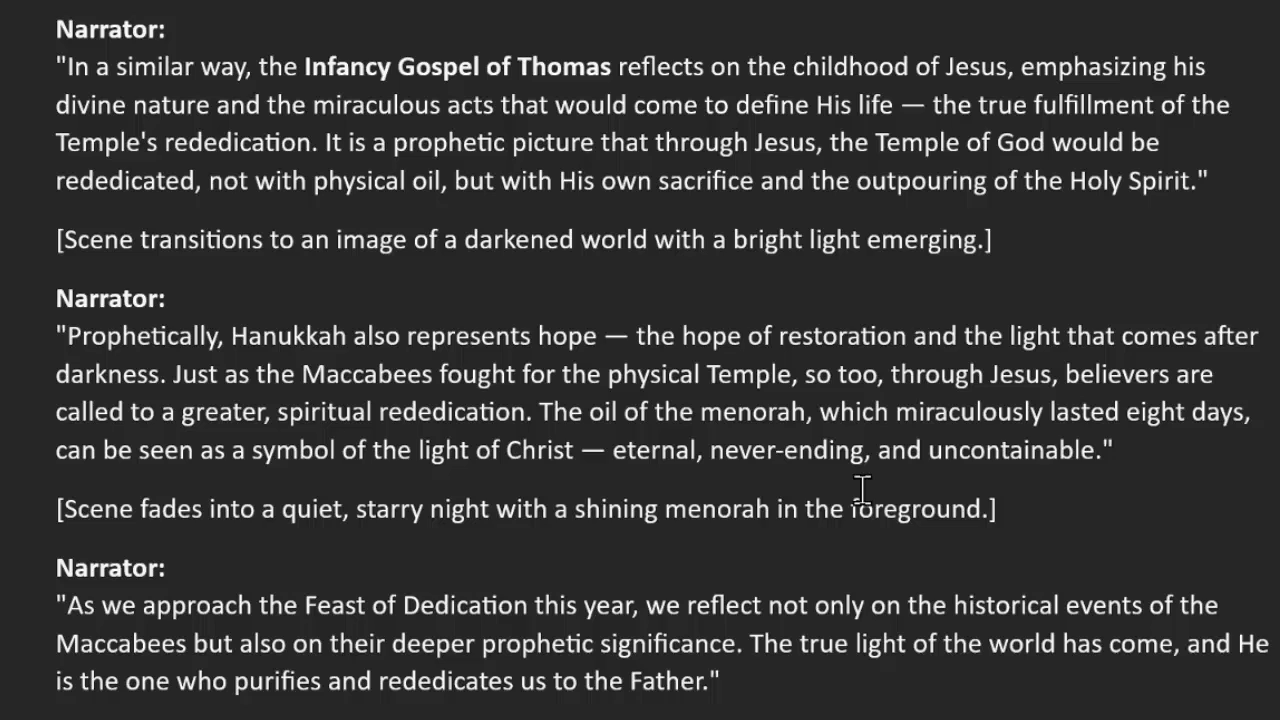 Narrator:
"In a similar way, the Infancy Gospel of Thomas reflects on the childhood of Jesus, emphasizing his
divine nature and the miraculous acts that would come to define His life — the true fulfillment of the
Temple's rededication. It is a prophetic picture that through Jesus, the Temple of God would be
rededicated, not with physical oil, but with His own sacrifice and the outpouring of the Holy Spirit."
[Scene transitions to an image of a darkened world with a bright light emerging.]
Narrator:
"Prophetically, Hanukkah also represents hope — the hope of restoration and the light that comes after
darkness. Just as the Maccabees fought for the physical Temple, so too, through Jesus, believers are
called to a greater, spiritual rededication. The oil of the menorah, which miraculously lasted eight days,
can be seen as a symbol of the light of Christ — eternal, never-ending, and uncontainable."
[Scene fades into a quiet, starry night with a shining menorah in the foreground.]
Narrator:
"As we approach the Feast of Dedication this year, we reflect not only on the historical events of the
Maccabees but also on their deeper prophetic significance. The true light of the world has come, and He
is the one who purifies and rededicates us to the Father."